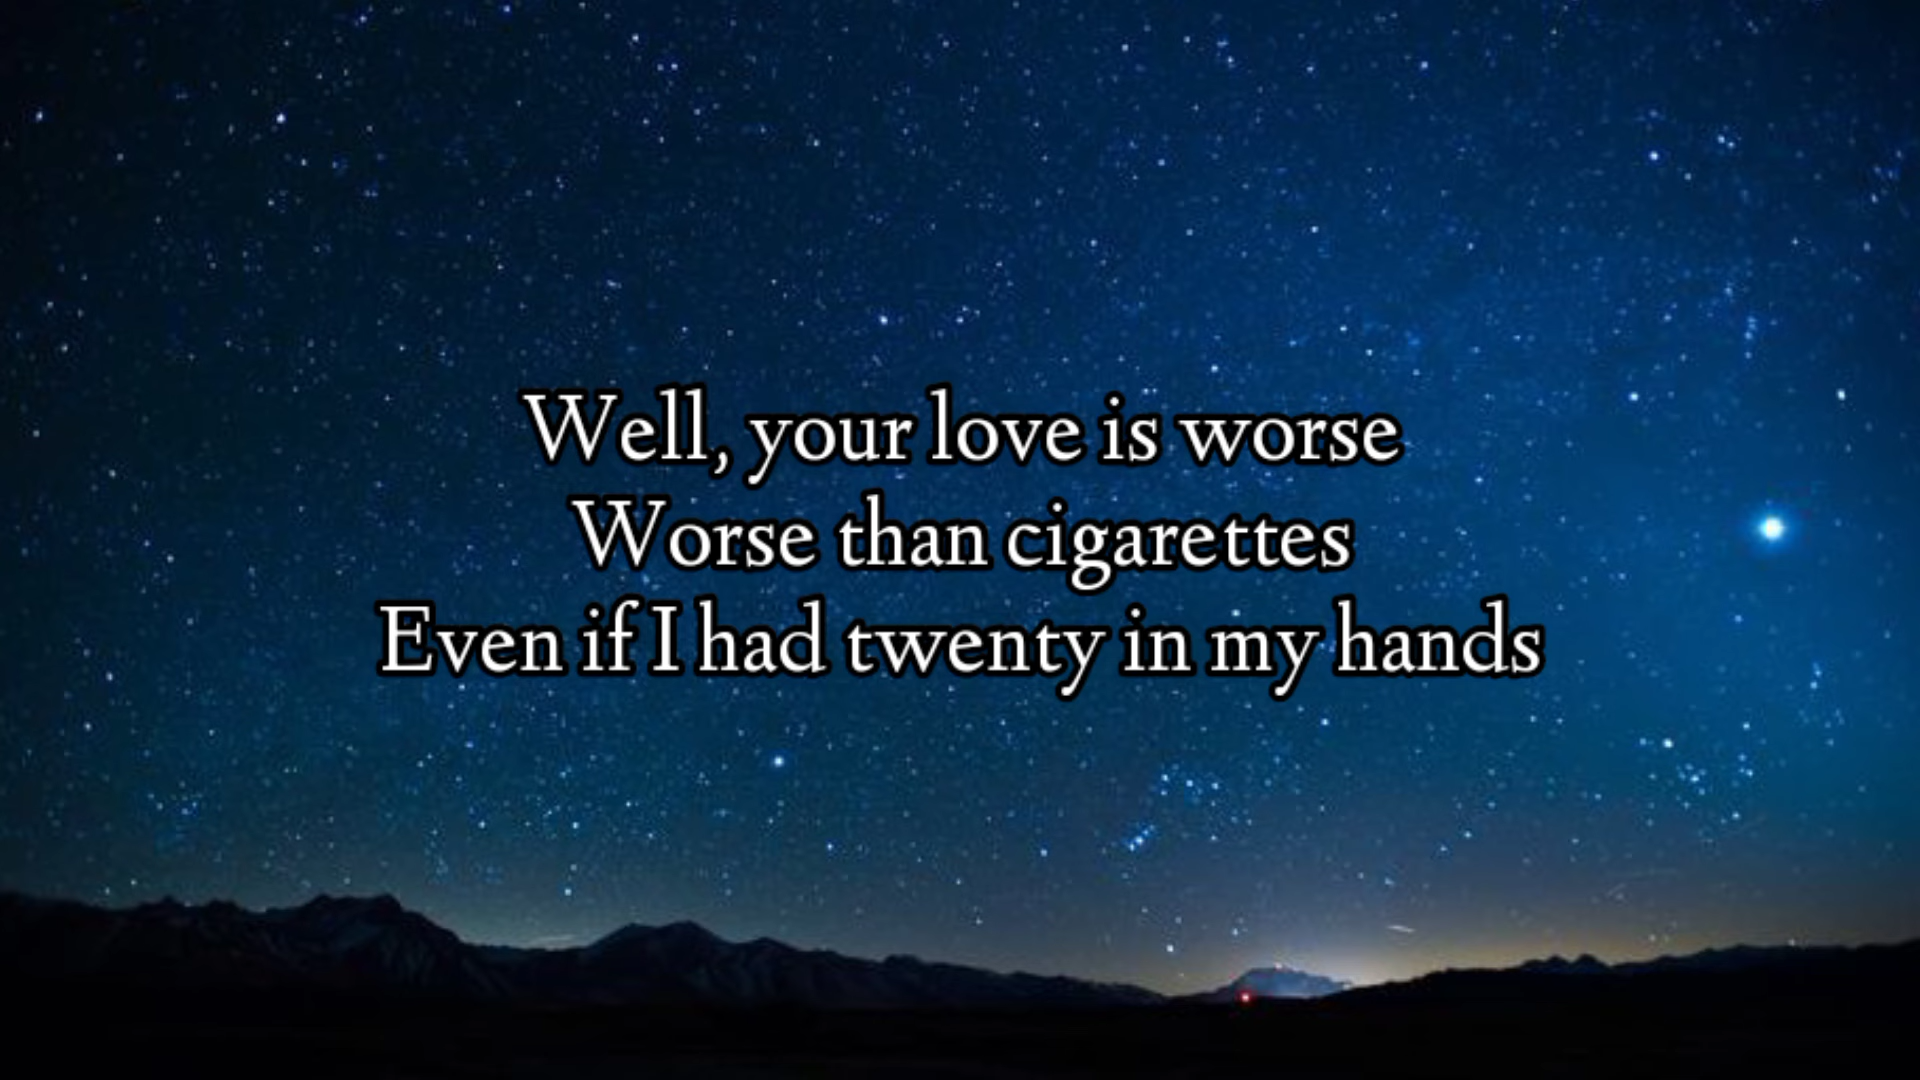 Well, your love is worse
Worse than cigarettes
Even if I had twenty in my hands